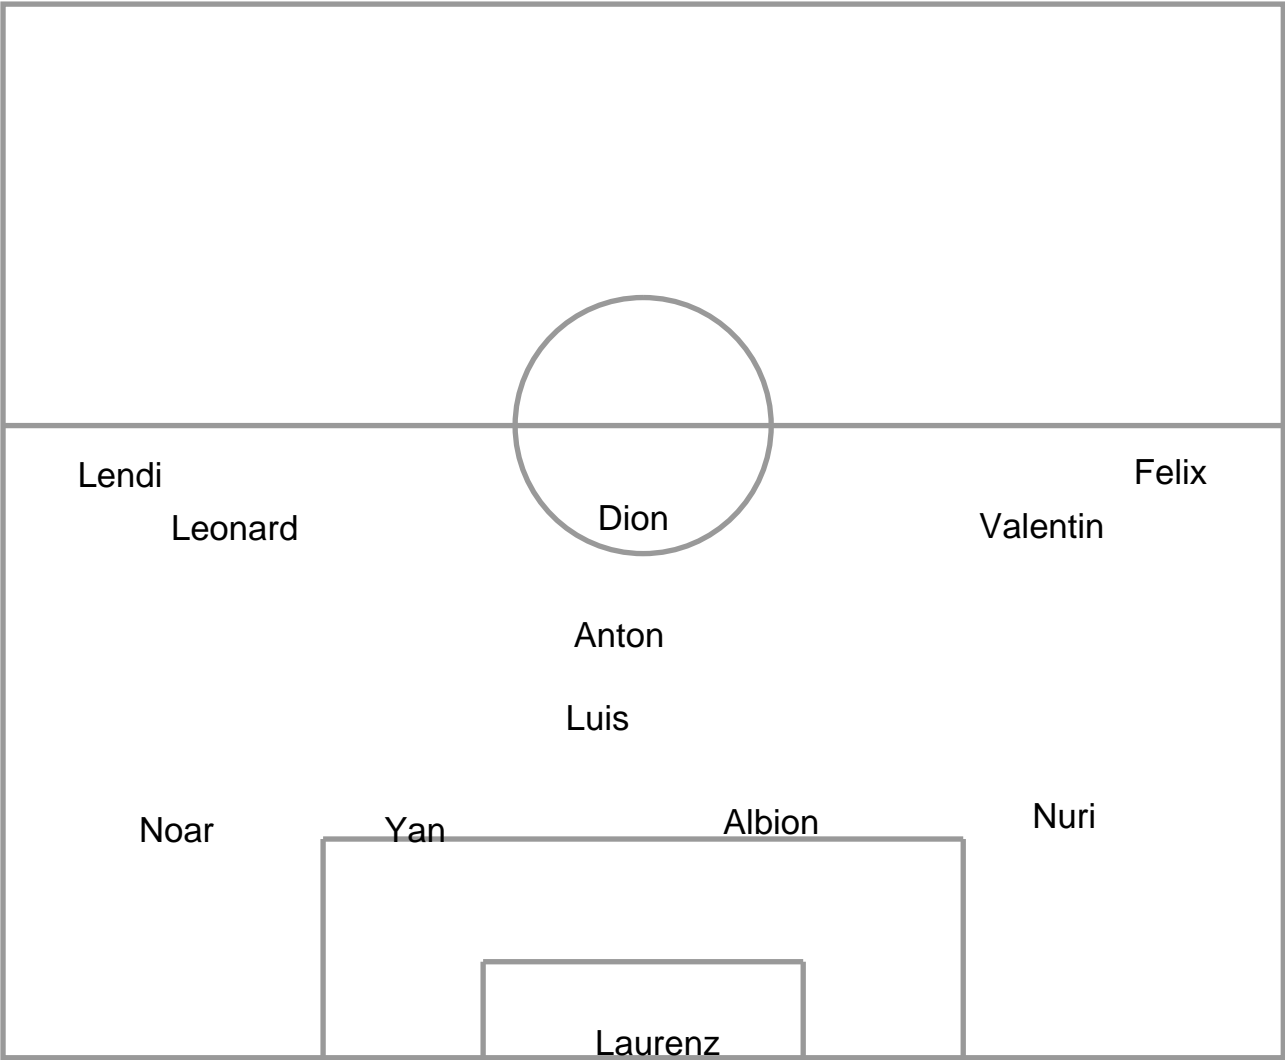 Lendi
Felix
Leonard
Dion
Valentin
Anton
Luis
Noar
Yan
Albion
Nuri
Laurenz